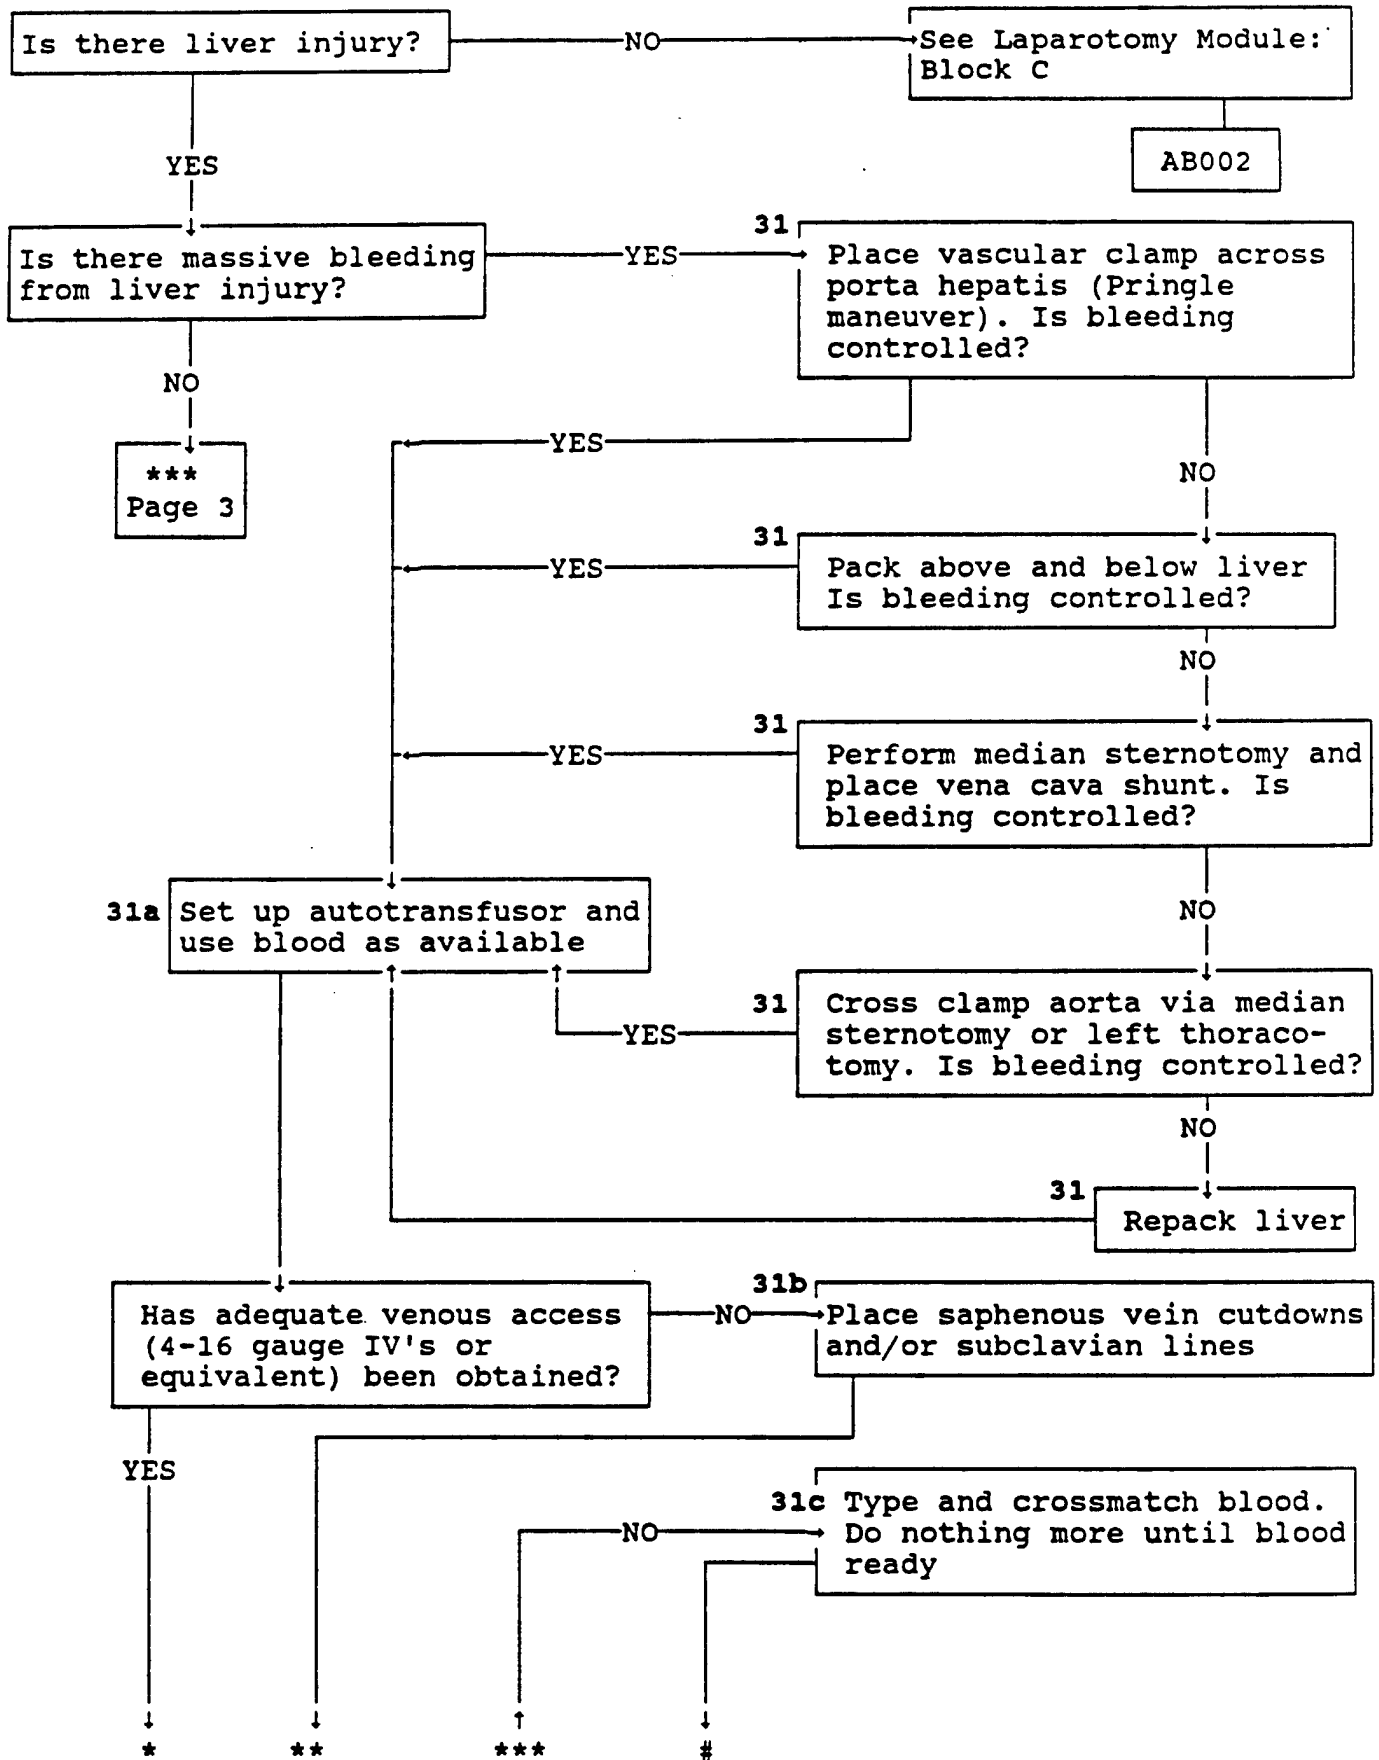 Is there liver injury?
NO
See Laparotomy Module:
Block C
AB002
YES
Is there massive bleeding
from liver injury?
YES
31
Place vascular clamp across
porta hepatis (Pringle
maneuver). Is bleeding
controlled?
NO
***
Page 3
YES
NO
31
Pack above and below liver
Is bleeding controlled?
YES
NO
31
Perform median sternotomy and
place vena cava shunt. Is
bleeding controlled?
YES
NO
31a
Set up autotransfusor and
use blood as available
31
Cross clamp aorta via median
sternotomy or left thoraco-
tomy. Is bleeding controlled?
YES
NO
31
Repack liver
Has adequate venous access
(4-16 gauge IV's or
equivalent) been obtained?
NO
31b
Place saphenous vein cutdowns
and/or subclavian lines
YES
31c Type and crossmatch blood.
Do nothing more until blood
ready
NO
* ** *** #